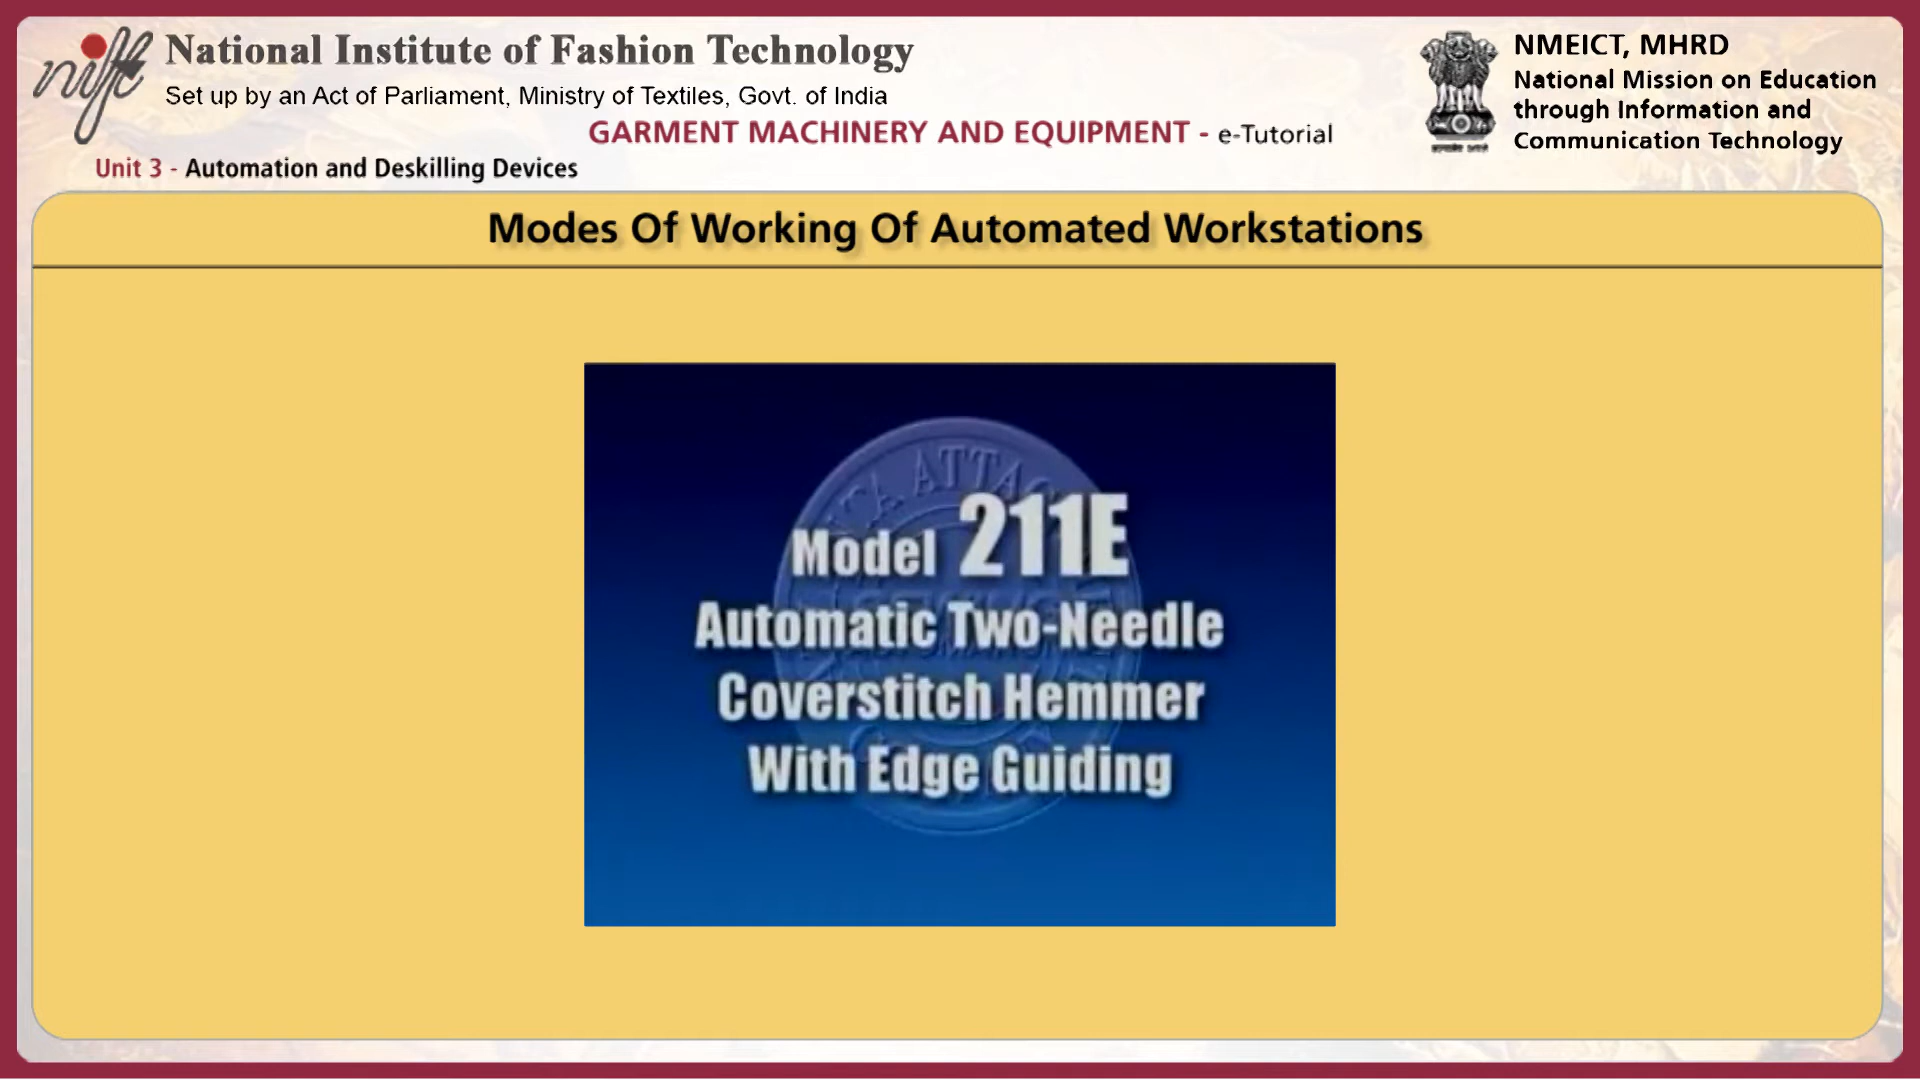 nift
National Institute of Fashion Technology
Set up by an Act of Parliament, Ministry of Textiles, Govt. of India
GARMENT MACHINERY AND EQUIPMENT - e-Tutorial
Unit 3 - Automation and Deskilling Devices
NMEICT, MHRD
National Mission on Education
through Information and
Communication Technology
Modes Of Working Of Automated Workstations
Model 211E
Automatic Two-Needle
Coverstitch Hemmer
With Edge Guiding